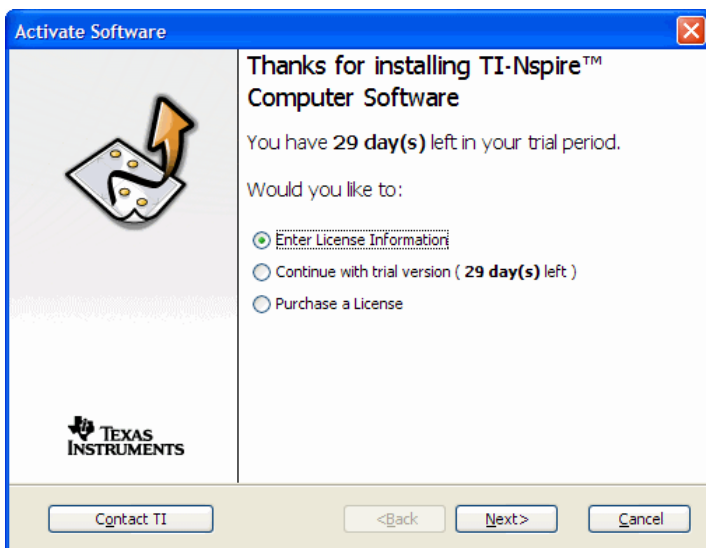 Activate Software
Thanks for installing TI-Nspire™
Computer Software
You have 29 day(s) left in your trial period.
Would you like to:
Enter License Information
Continue with trial version ( 29 day(s) left )
Purchase a License
TEXAS
INSTRUMENTS
Contact TI
<Back
Next>
Cancel